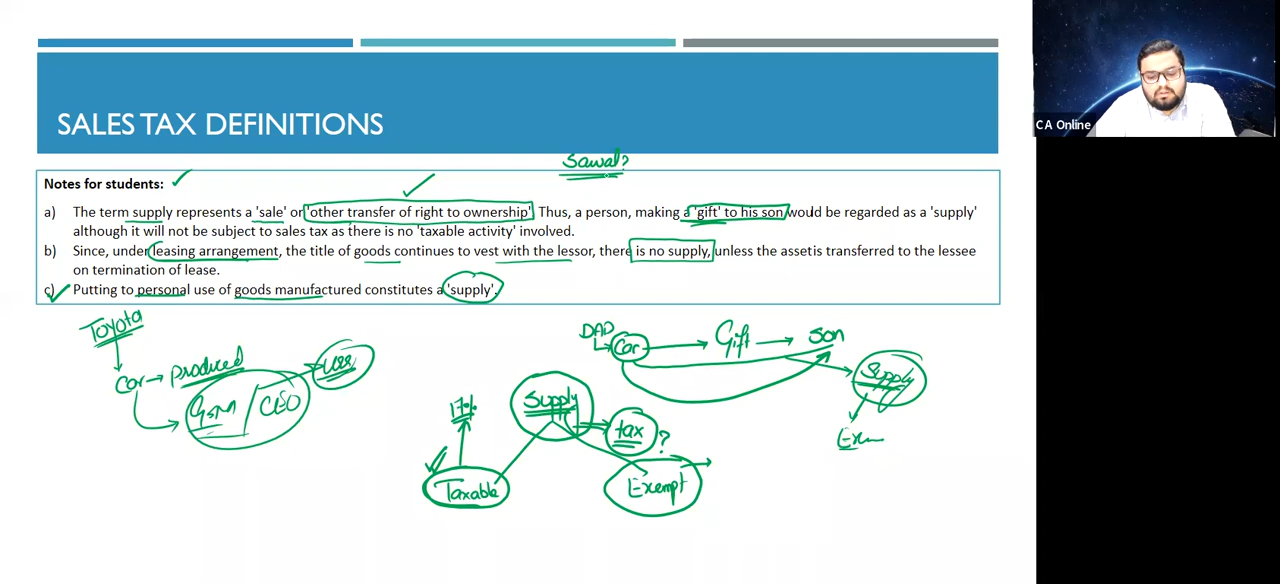 SALES TAX DEFINITIONS
Sawal?
Notes for students:
a) The term supply represents a 'sale' or 'other transfer of right to ownership'. Thus, a person, making a 'gift' to his son would be regarded as a 'supply'
although it will not be subject to sales tax as there is no 'taxable activity' involved.
b) Since, under leasing arrangement, the title of goods continues to vest with the lessor, there is no supply, unless the assetis transferred to the lessee
on termination of lease.
c) Putting to personal use of goods manufactured constitutes a 'supply'.
Toyota
Car → Produced
GSM / CEO
use
DAD
Car → Gift → Son
Supply
Exe
Supply
17%
tax ?
Taxable
Exempt
CA Online